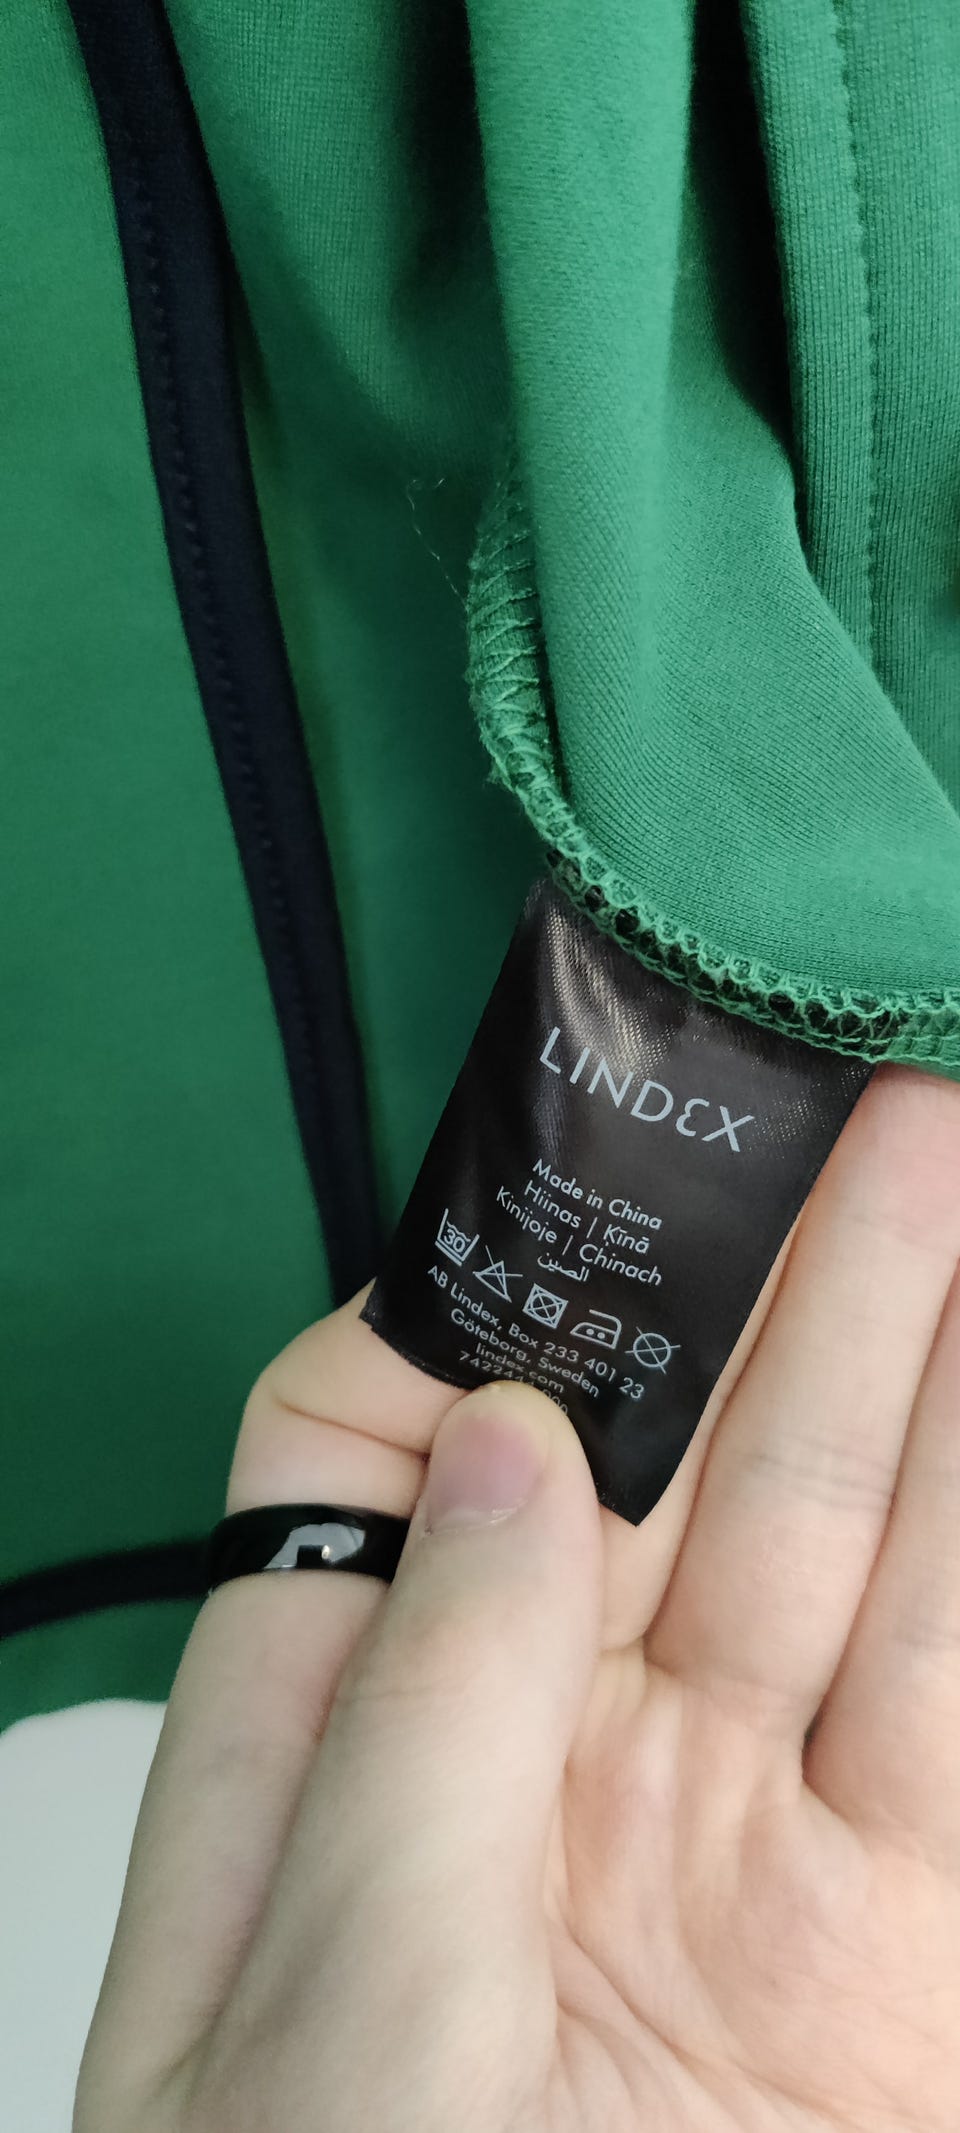 LINDEX
Made in China
Hiinas | Ķīnā
Kinijoje | Chinach
الصين
30
AB Lindex, Box 233 401 23
Göteborg, Sweden
lindex.com